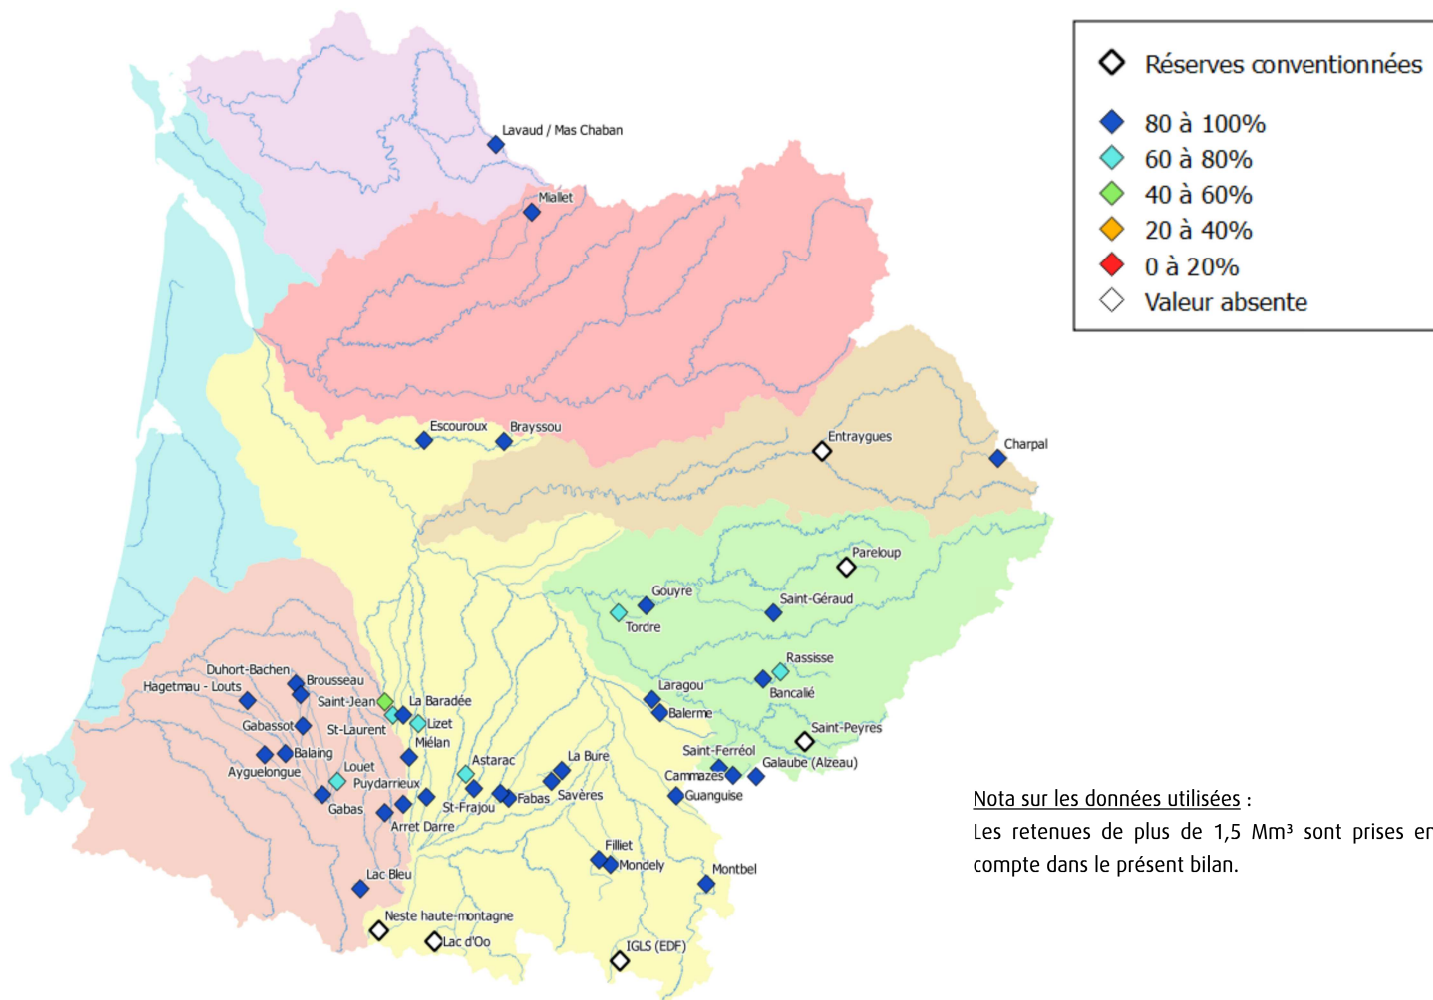 Réserves conventionnées
80 à 100%
60 à 80%
40 à 60%
20 à 40%
0 à 20%
Valeur absente
Lavaud / Mas Chaban
Miallet
Escouroux
Brayssou
Entraygues
Charpal
Pareloup
Gouyre
Saint-Géraud
Tordre
Rassisse
Bancalié
Duhort-Bachen
Brousseau
Hagetmau - Louts
Saint-Jean
La Baradée
Laragou
Balerme
Gabassot
St-Laurent
Lizet
Saint-Peyres
Balaing
Miélan
Ayguelongue
Louet
Astarac
La Bure
Saint-Ferréol
Galaube (Alzeau)
Cammazes
Puydarrieux
Savères
Guanguise
Gabas
St-Frajou
Fabas
Arret Darre
Filliet
Mondely
Montbel
Lac Bleu
Neste haute-montagne
Lac d'Oo
IGLS (EDF)
Nota sur les données utilisées :
Les retenues de plus de 1,5 Mm³ sont prises en
compte dans le présent bilan.